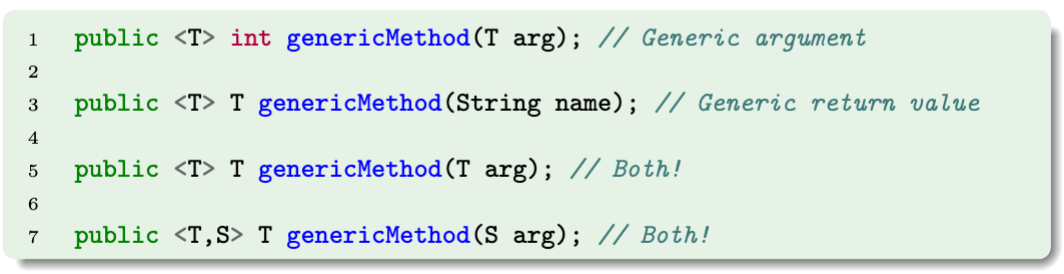 1 public <T> int genericMethod(T arg); // Generic argument
2
3 public <T> T genericMethod(String name); // Generic return value
4
5 public <T> T genericMethod(T arg); // Both!
6
7 public <T,S> T genericMethod(S arg); // Both!